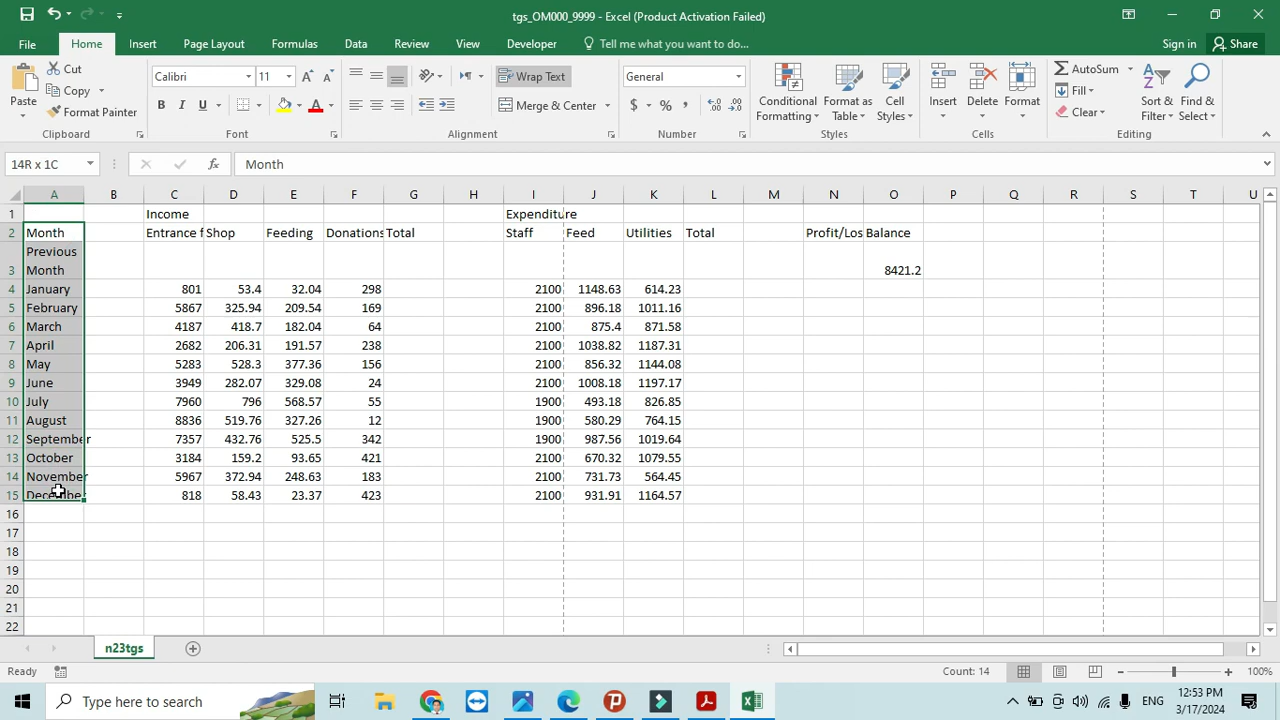 tgs_OM000_9999 - Excel (Product Activation Failed)
File Home Insert Page Layout Formulas Data Review View Developer Tell me what you want to do... Sign in Share
Paste Cut Copy Format Painter
Calibri 11 A A
B I U A
Wrap Text
Merge & Center
General
$ % ,
Conditional Formatting Format as Table Cell Styles
Insert Delete Format
AutoSum Fill Clear
Sort & Filter Find & Select
Clipboard Font Alignment Number Styles Cells Editing
14R x 1C fx Month
A B C D E F G H I J K L M N O P Q R S T U
1 Income Expenditure
2 Month Entrance f Shop Feeding Donations Total Staff Feed Utilities Total Profit/Los Balance
Previous
3 Month 8421.2
4 January 801 53.4 32.04 298 2100 1148.63 614.23
5 February 5867 325.94 209.54 169 2100 896.18 1011.16
6 March 4187 418.7 182.04 64 2100 875.4 871.58
7 April 2682 206.31 191.57 238 2100 1038.82 1187.31
8 May 5283 528.3 377.36 156 2100 856.32 1144.08
9 June 3949 282.07 329.08 24 2100 1008.18 1197.17
10 July 7960 796 568.57 55 1900 493.18 826.85
11 August 8836 519.76 327.26 12 1900 580.29 764.15
12 September 7357 432.76 525.5 342 1900 987.56 1019.64
13 October 3184 159.2 93.65 421 2100 670.32 1079.55
14 November 5967 372.94 248.63 183 2100 731.73 564.45
15 December 818 58.43 23.37 423 2100 931.91 1164.57
16
17
18
19
20
21
22
n23tgs
Ready Count: 14 100%
Type here to search ENG 12:53 PM
3/17/2024